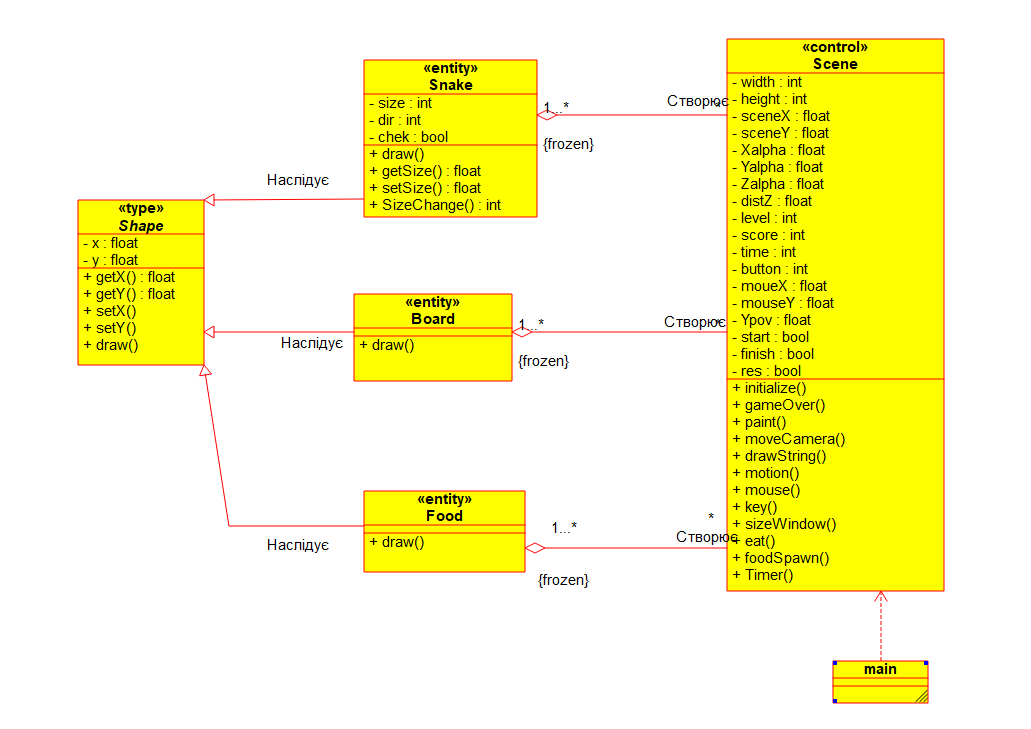 «entity»
Snake
- size : int
- dir : int
- chek : bool
+ draw()
+ getSize() : float
+ setSize() : float
+ SizeChange() : int
1...*
{frozen}
Створює
*
«control»
Scene
- width : int
- height : int
- sceneX : float
- sceneY : float
- Xalpha : float
- Yalpha : float
- Zalpha : float
- distZ : float
- level : int
- score : int
- time : int
- button : int
- moueX : float
- mouseY : float
- Ypov : float
- start : bool
- finish : bool
- res : bool
+ initialize()
+ gameOver()
+ paint()
+ moveCamera()
+ drawString()
+ motion()
+ mouse()
+ key()
+ sizeWindow()
+ eat()
+ foodSpawn()
+ Timer()
Наслідує
«type»
Shape
- x : float
- y : float
+ getX() : float
+ getY() : float
+ setX()
+ setY()
+ draw()
Наслідує
«entity»
Board
+ draw()
1...*
{frozen}
Створює
*
Наслідує
«entity»
Food
+ draw()
1...*
{frozen}
*
Створює
main